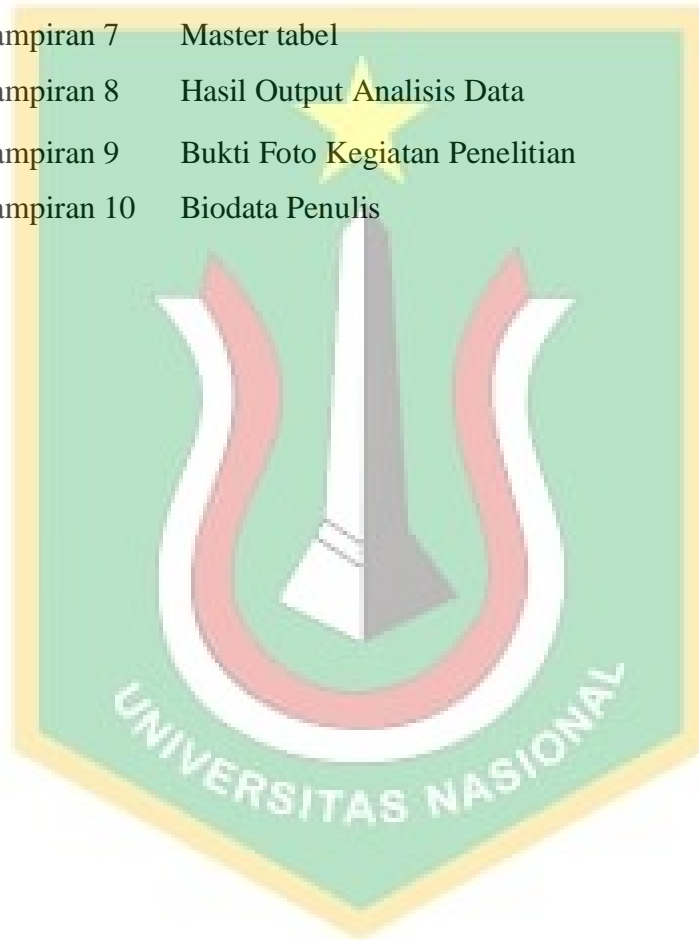 ampiran 7 Master tabel
ampiran 8 Hasil Output Analisis Data
ampiran 9 Bukti Foto Kegiatan Penelitian
ampiran 10 Biodata Penulis
UNIVERSITAS NASIONAL